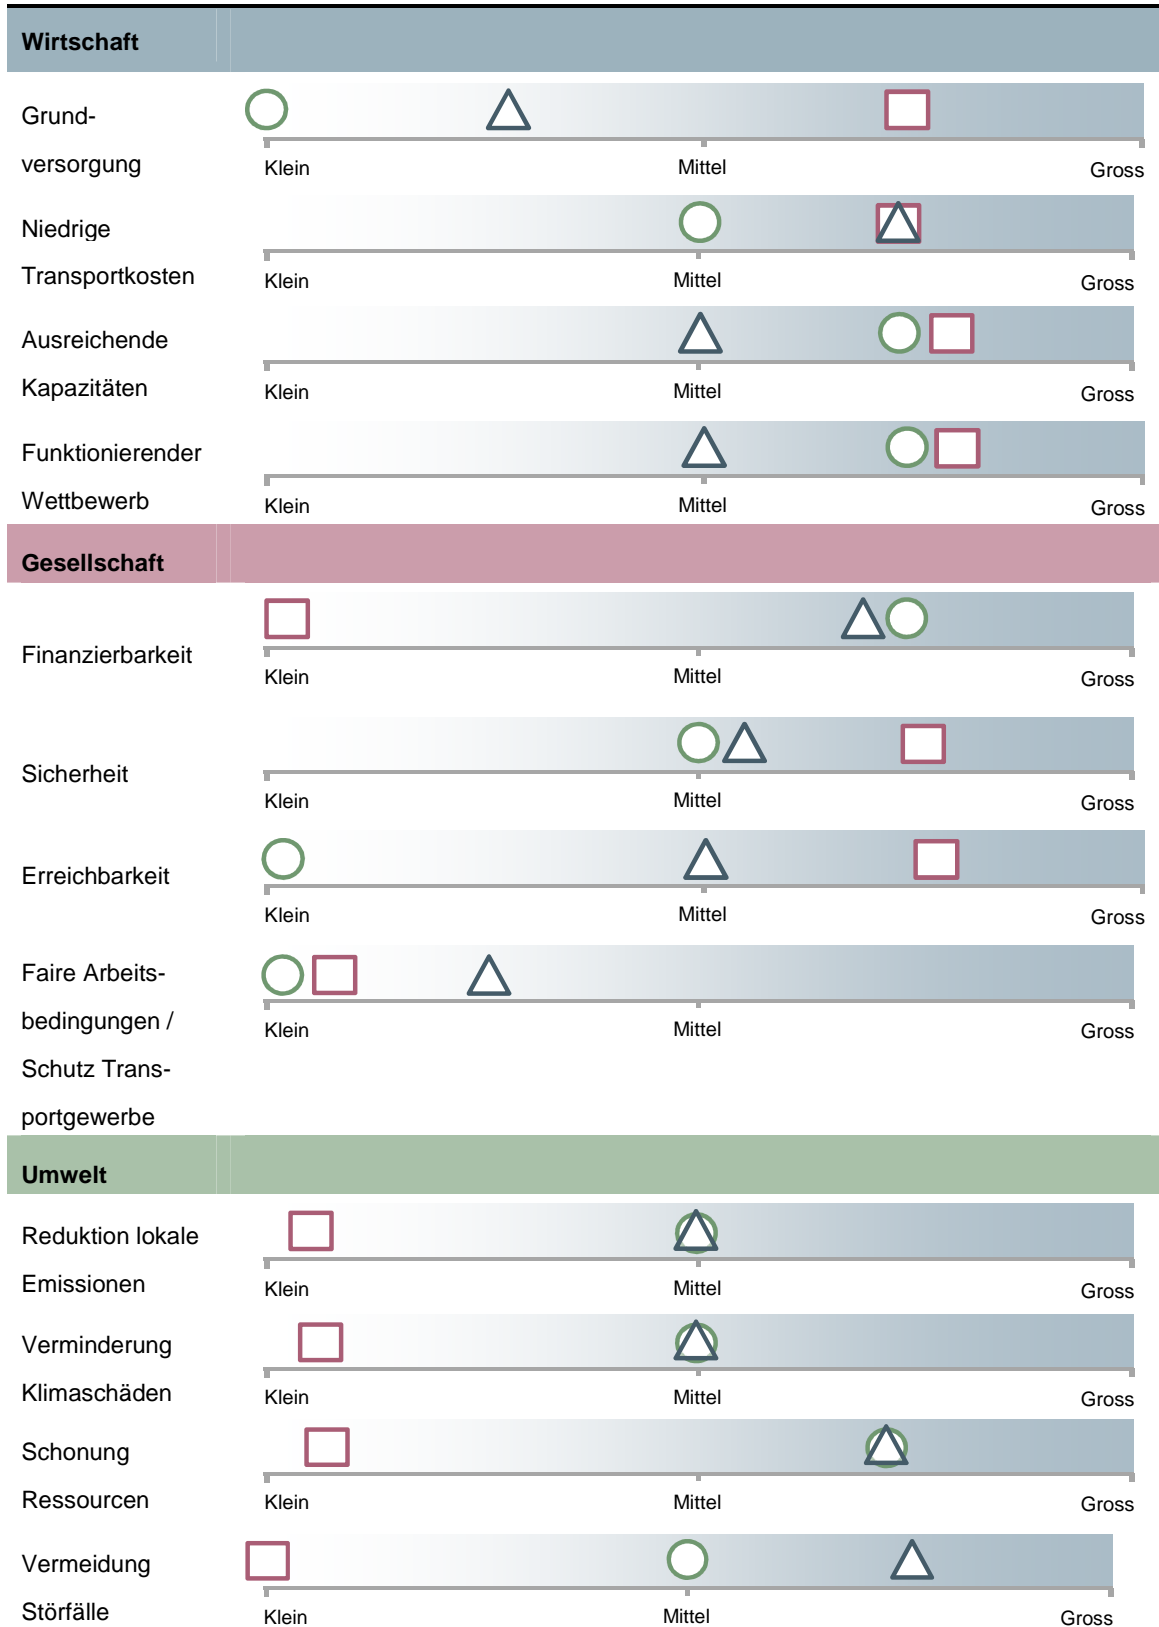 Wirtschaft
Grund-
versorgung
Klein Mittel Gross
Niedrige
Transportkosten
Klein Mittel Gross
Ausreichende
Kapazitäten
Klein Mittel Gross
Funktionierender
Wettbewerb
Klein Mittel Gross
Gesellschaft
Finanzierbarkeit
Klein Mittel Gross
Sicherheit
Klein Mittel Gross
Erreichbarkeit
Klein Mittel Gross
Faire Arbeits-
bedingungen /
Schutz Trans-
portgewerbe
Klein Mittel Gross
Umwelt
Reduktion lokale
Emissionen
Klein Mittel Gross
Verminderung
Klimaschäden
Klein Mittel Gross
Schonung
Ressourcen
Klein Mittel Gross
Vermeidung
Störfälle
Klein Mittel Gross